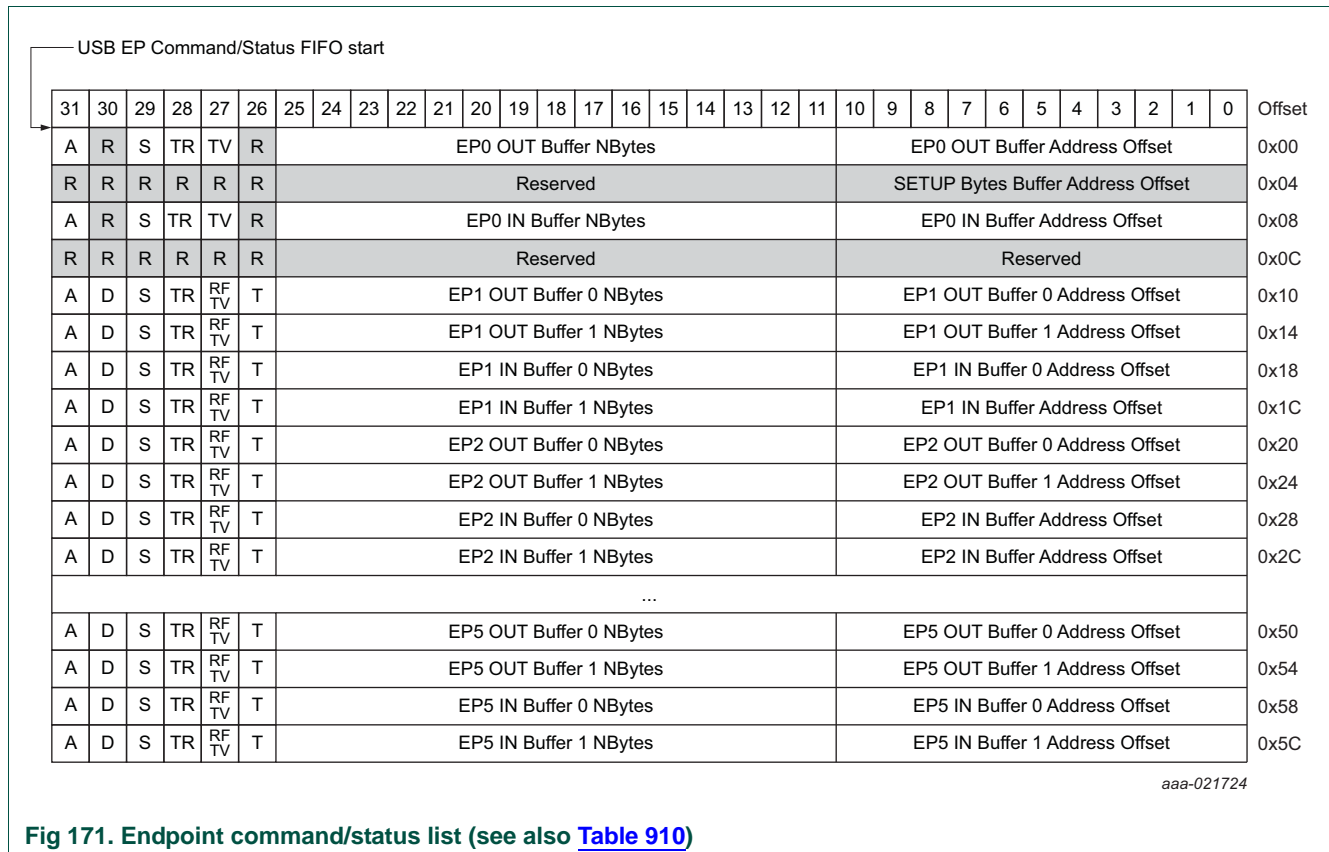 USB EP Command/Status FIFO start
31 30 29 28 27 26 25 24 23 22 21 20 19 18 17 16 15 14 13 12 11 10 9 8 7 6 5 4 3 2 1 0 Offset
A R S TR TV R EP0 OUT Buffer NBytes EP0 OUT Buffer Address Offset 0x00
R R R R R R Reserved SETUP Bytes Buffer Address Offset 0x04
A R S TR TV R EP0 IN Buffer NBytes EP0 IN Buffer Address Offset 0x08
R R R R R R Reserved Reserved 0x0C
A D S TR RF TV T EP1 OUT Buffer 0 NBytes EP1 OUT Buffer 0 Address Offset 0x10
A D S TR RF TV T EP1 OUT Buffer 1 NBytes EP1 OUT Buffer 1 Address Offset 0x14
A D S TR RF TV T EP1 IN Buffer 0 NBytes EP1 IN Buffer 0 Address Offset 0x18
A D S TR RF TV T EP1 IN Buffer 1 NBytes EP1 IN Buffer Address Offset 0x1C
A D S TR RF TV T EP2 OUT Buffer 0 NBytes EP2 OUT Buffer 0 Address Offset 0x20
A D S TR RF TV T EP2 OUT Buffer 1 NBytes EP2 OUT Buffer 1 Address Offset 0x24
A D S TR RF TV T EP2 IN Buffer 0 NBytes EP2 IN Buffer Address Offset 0x28
A D S TR RF TV T EP2 IN Buffer 1 NBytes EP2 IN Buffer Address Offset 0x2C
...
A D S TR RF TV T EP5 OUT Buffer 0 NBytes EP5 OUT Buffer 0 Address Offset 0x50
A D S TR RF TV T EP5 OUT Buffer 1 NBytes EP5 OUT Buffer 1 Address Offset 0x54
A D S TR RF TV T EP5 IN Buffer 0 NBytes EP5 IN Buffer 0 Address Offset 0x58
A D S TR RF TV T EP5 IN Buffer 1 NBytes EP5 IN Buffer 1 Address Offset 0x5C
aaa-021724
Fig 171. Endpoint command/status list (see also Table 910)